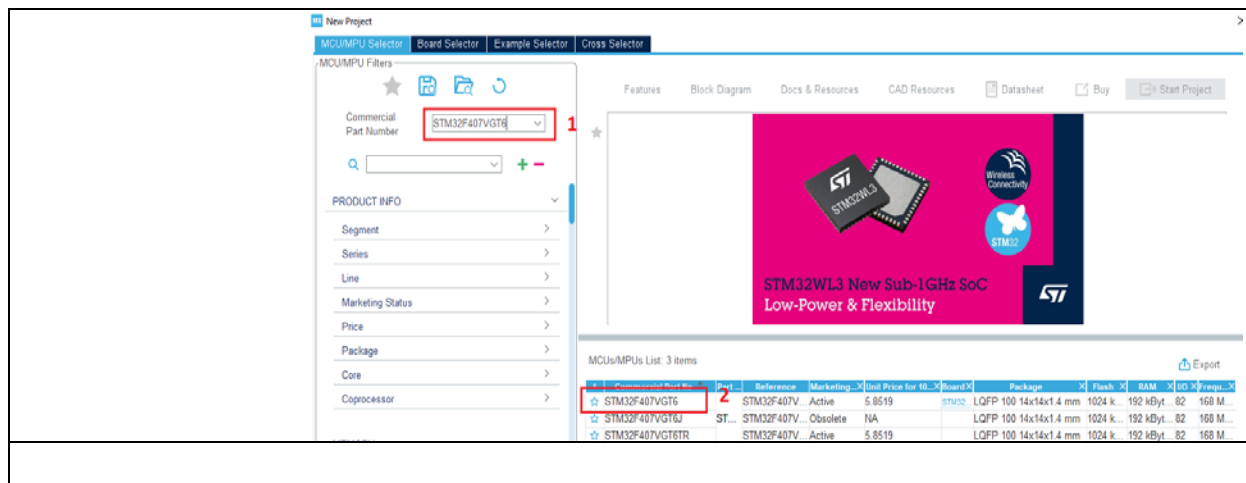 New Project
MCU/MPU Selector Board Selector Example Selector Cross Selector
MCU/MPU Filters
Commercial
Part Number
STM32F407VGT6
1
PRODUCT INFO
Segment
Series
Line
Marketing Status
Price
Package
Core
Coprocessor
Features Block Diagram Docs & Resources CAD Resources Datasheet Buy Start Project
STM32WL3
Wireless
Connectivity
STM32
STM32WL3 New Sub-1GHz SoC
Low-Power & Flexibility
MCUs/MPUs List: 3 items
Export
Part ... Reference Marketing...X Unit Price for 10...X Board X Package X Flash X RAM X I/O X Frequ...X
STM32F407VGT6 2 STM32F407V... Active 5.8519 STM32... LQFP 100 14x14x1.4 mm 1024 k... 192 kByt... 82 168 M...
STM32F407VGT6J ST... STM32F407V... Obsolete NA LQFP 100 14x14x1.4 mm 1024 k... 192 kByt... 82 168 M...
STM32F407VGT6TR STM32F407V... Active 5.8519 LQFP 100 14x14x1.4 mm 1024 k... 192 kByt... 82 168 M...